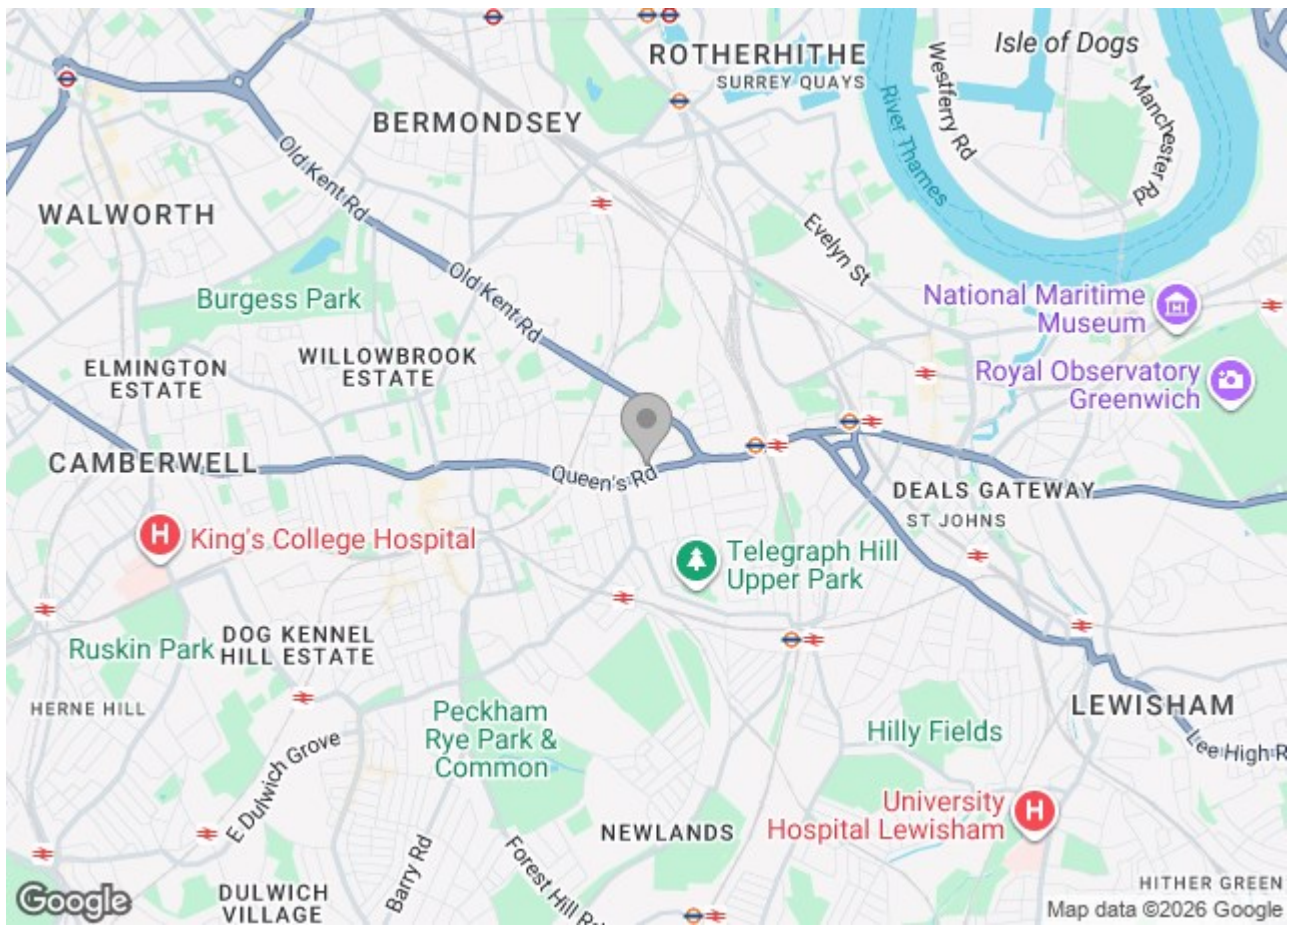 Isle of Dogs
ROTHERHITHE
SURREY QUAYS
Westferry Rd
Manchester Rd
River Thames
BERMONDSEY
Old Kent Rd
WALWORTH
Evelyn St
Old Kent Rd
Burgess Park
National Maritime
Museum
WILLOWBROOK
ESTATE
ELMINGTON
ESTATE
Royal Observatory
Greenwich
CAMBERWELL
Queen's Rd
DEALS GATEWAY
ST JOHNS
H
King's College Hospital
Telegraph Hill
Upper Park
DOG KENNEL
HILL ESTATE
Ruskin Park
HERNE HILL
Peckham
Rye Park &
Common
LEWISHAM
Hilly Fields
Lee High R
E Dulwich Grove
University
Hospital Lewisham
H
NEWLANDS
Barry Rd
Forest Hill Rd
DULWICH
VILLAGE
HITHER GREEN
Google
Map data ©2026 Google